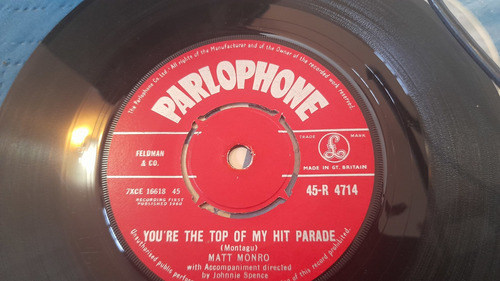 The Parlophone Co Ltd. All rights of the Manufacturer and of the Owner of the recorded work reserved.
PARLOPHONE
TRADE MARK
£
FELDMAN
& CO.
MADE IN GT. BRITAIN
7XCE 16618 45
45-R 4714
RECORDING FIRST
PUBLISHED 1960
YOU'RE THE TOP OF MY HIT PARADE
(Montagu)
MATT MONRO
with Accompaniment directed
by Johnnie Spence
Unauthorised public performance of this record prohibited.